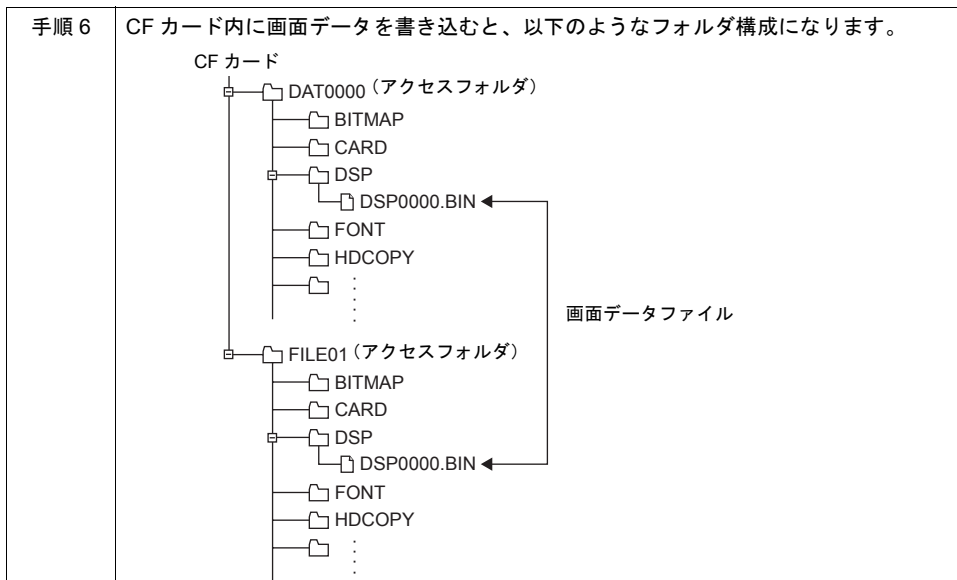 手順 6
CF カード内に画面データを書き込むと、以下のようなフォルダ構成になります。
CF カード
DAT0000（アクセスフォルダ）
BITMAP
CARD
DSP
DSP0000.BIN
FONT
HDCOPY
画面データファイル
FILE01（アクセスフォルダ）
BITMAP
CARD
DSP
DSP0000.BIN
FONT
HDCOPY